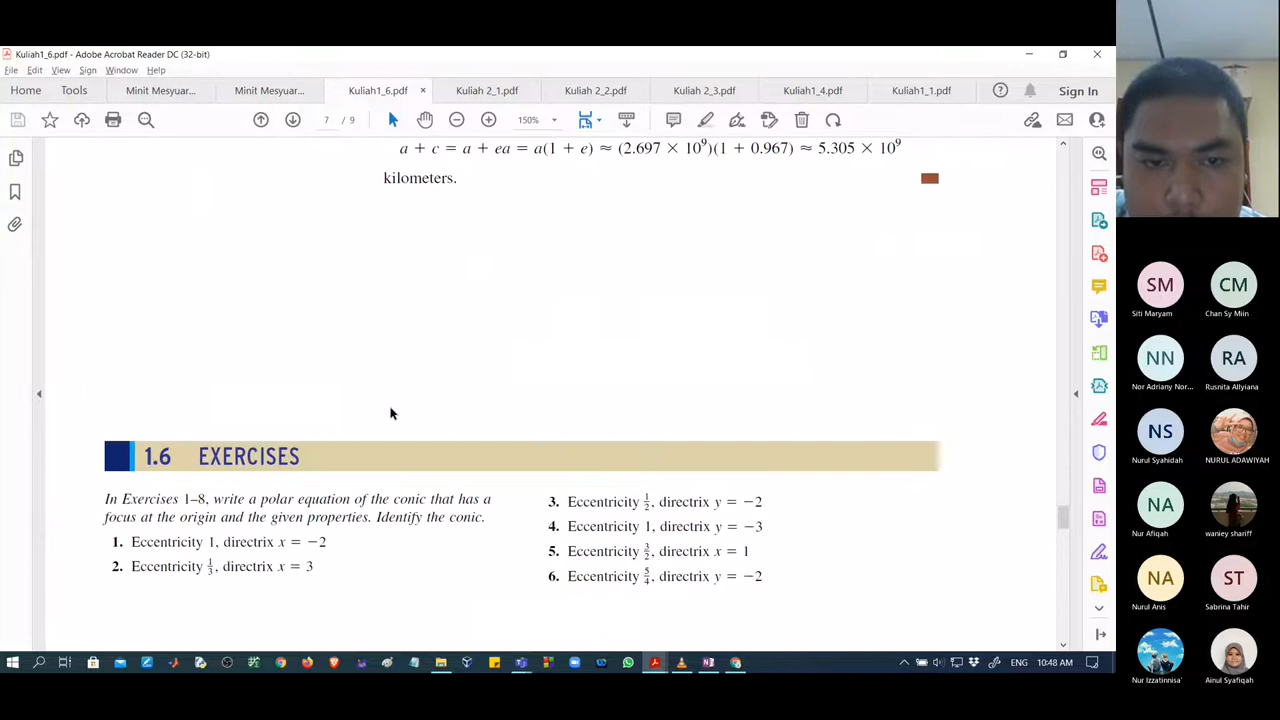 Kuliah1_6.pdf - Adobe Acrobat Reader DC (32-bit)
File Edit View Sign Window Help
Home Tools Minit Mesyuar... Minit Mesyuar... Kuliah1_6.pdf × Kuliah 2_1.pdf Kuliah 2_2.pdf Kuliah 2_3.pdf Kuliah1_4.pdf Kuliah1_1.pdf Sign In
7 / 9 150%
a + c = a + ea = a(1 + e) ≈ (2.697 × 10⁹)(1 + 0.967) ≈ 5.305 × 10⁹
kilometers.
1.6 EXERCISES
In Exercises 1–8, write a polar equation of the conic that has a
focus at the origin and the given properties. Identify the conic.
1. Eccentricity 1, directrix x = −2
2. Eccentricity 1/3, directrix x = 3
3. Eccentricity 1/2, directrix y = −2
4. Eccentricity 1, directrix y = −3
5. Eccentricity 3/2, directrix x = 1
6. Eccentricity 5/4, directrix y = −2
SM CM
Siti Maryam Chan Sy Miin
NN RA
Nor Adriany Nor... Rusnita Allyiana
NS
Nurul Syahidah NURUL ADAWIYAH
NA
Nur Afiqah waniey shariff
NA ST
Nurul Anis Sabrina Tahir
Nur Izzatinnisa' Ainul Syafiqah
ENG 10:48 AM